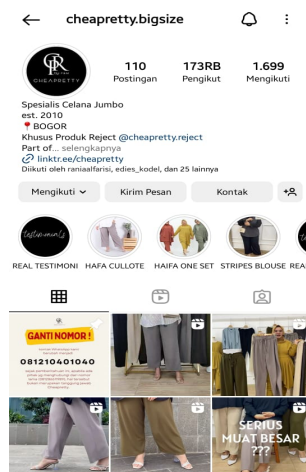 cheapretty.bigsize
CHEAPRETTY
110
Postingan
173RB
Pengikut
1.699
Mengikuti
Spesialis Celana Jumbo
est. 2010
📍BOGOR
Khusus Produk Reject @cheapretty.reject
Part of... selengkapnya
linktr.ee/cheapretty
Diikuti oleh raniaalfarisi, edies_kodel, dan 25 lainnya
Mengikuti
Kirim Pesan
Kontak
testimonials
REAL TESTIMONI
HAFA CULLOTE
HAIFA ONE SET
STRIPES BLOUSE
REA
GANTI NOMOR !
081210401040
SERIUS
MUAT BESAR
???